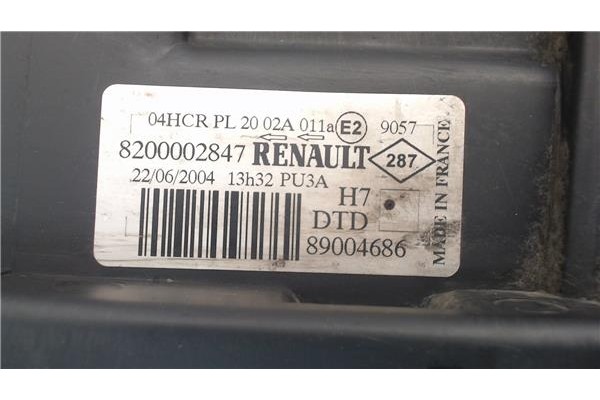 04HCR PL 20 02A 011a E2 9057
8200002847 RENAULT 287
22/06/2004 13h32 PU3A
H7
DTD
89004686
MADE IN FRANCE